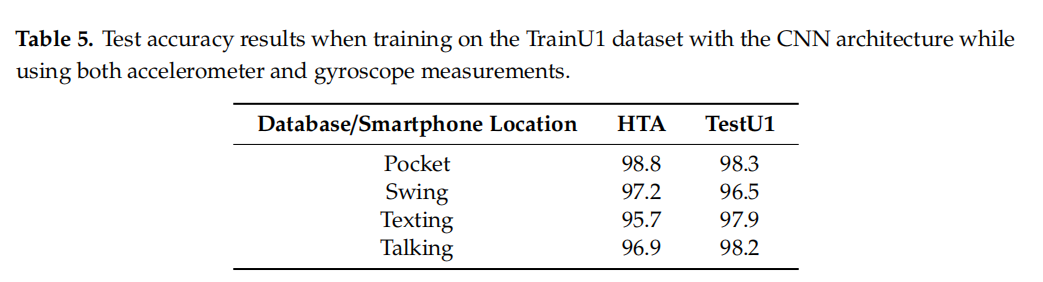 Table 5. Test accuracy results when training on the TrainU1 dataset with the CNN architecture while
using both accelerometer and gyroscope measurements.
Database/Smartphone Location HTA TestU1
Pocket 98.8 98.3
Swing 97.2 96.5
Texting 95.7 97.9
Talking 96.9 98.2